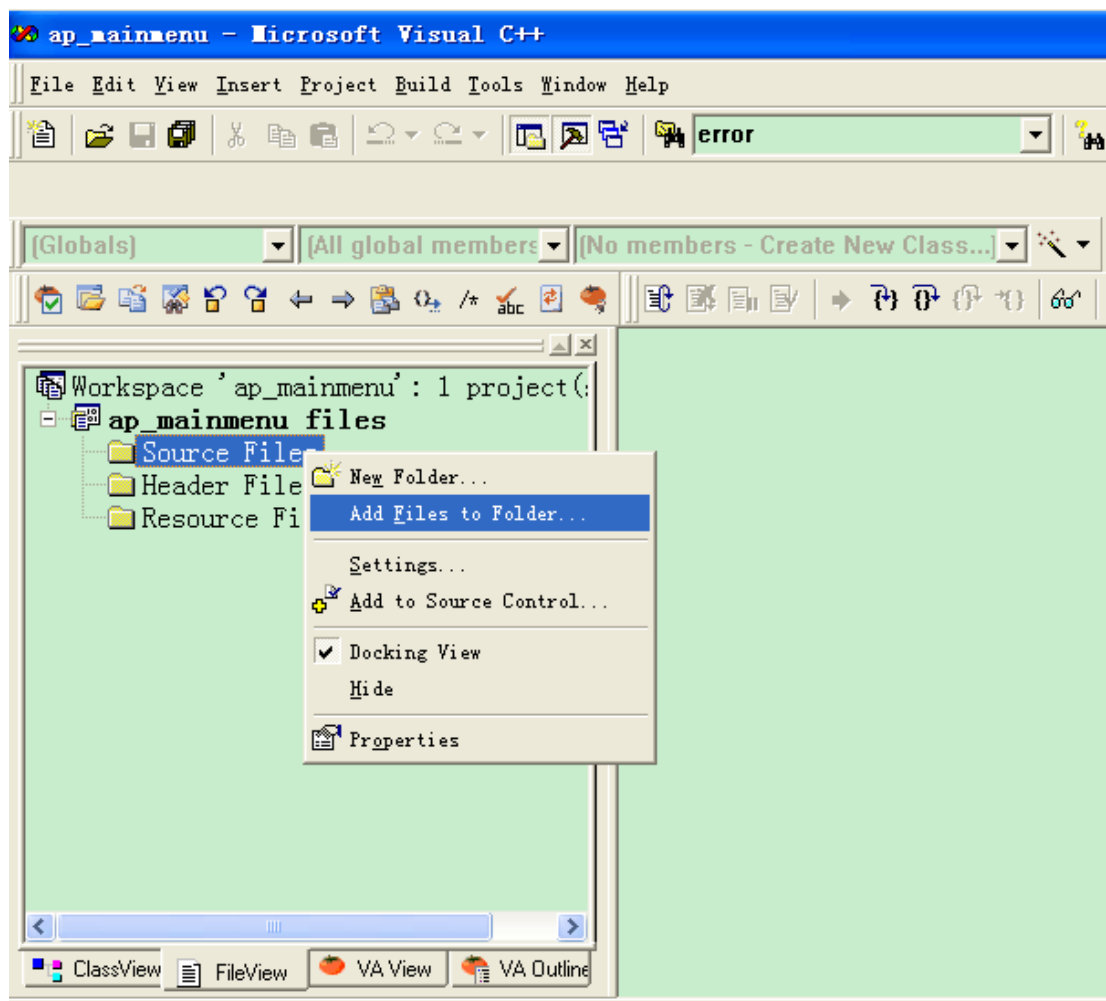 ap_mainmenu - Microsoft Visual C++
File Edit View Insert Project Build Tools Window Help
error
(Globals) (All global members (No members - Create New Class...)
abc
Workspace 'ap_mainmenu': 1 project(
ap_mainmenu files
Source Files
Header File
Resource Fi
New Folder...
Add Files to Folder...
Settings...
Add to Source Control...
Docking View
Hide
Properties
ClassView FileView VA View VA Outline